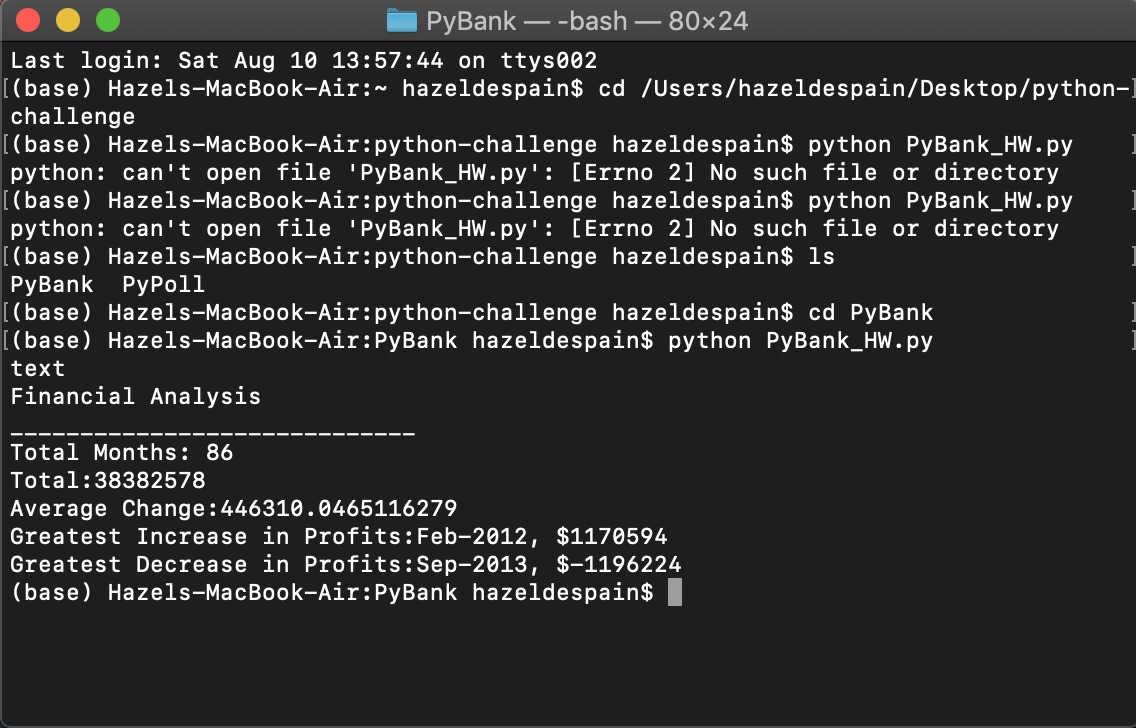 PyBank — -bash — 80×24
Last login: Sat Aug 10 13:57:44 on ttys002
[(base) Hazels-MacBook-Air:~ hazeldespain$ cd /Users/hazeldespain/Desktop/python-]
challenge
[(base) Hazels-MacBook-Air:python-challenge hazeldespain$ python PyBank_HW.py ]
python: can't open file 'PyBank_HW.py': [Errno 2] No such file or directory
[(base) Hazels-MacBook-Air:python-challenge hazeldespain$ python PyBank_HW.py ]
python: can't open file 'PyBank_HW.py': [Errno 2] No such file or directory
[(base) Hazels-MacBook-Air:python-challenge hazeldespain$ ls ]
PyBank  PyPoll
[(base) Hazels-MacBook-Air:python-challenge hazeldespain$ cd PyBank ]
[(base) Hazels-MacBook-Air:PyBank hazeldespain$ python PyBank_HW.py ]
text
Financial Analysis
_____________________________
Total Months: 86
Total:38382578
Average Change:446310.0465116279
Greatest Increase in Profits:Feb-2012, $1170594
Greatest Decrease in Profits:Sep-2013, $-1196224
(base) Hazels-MacBook-Air:PyBank hazeldespain$